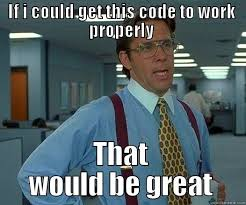 If i could get this code to work
properly
That
would be great